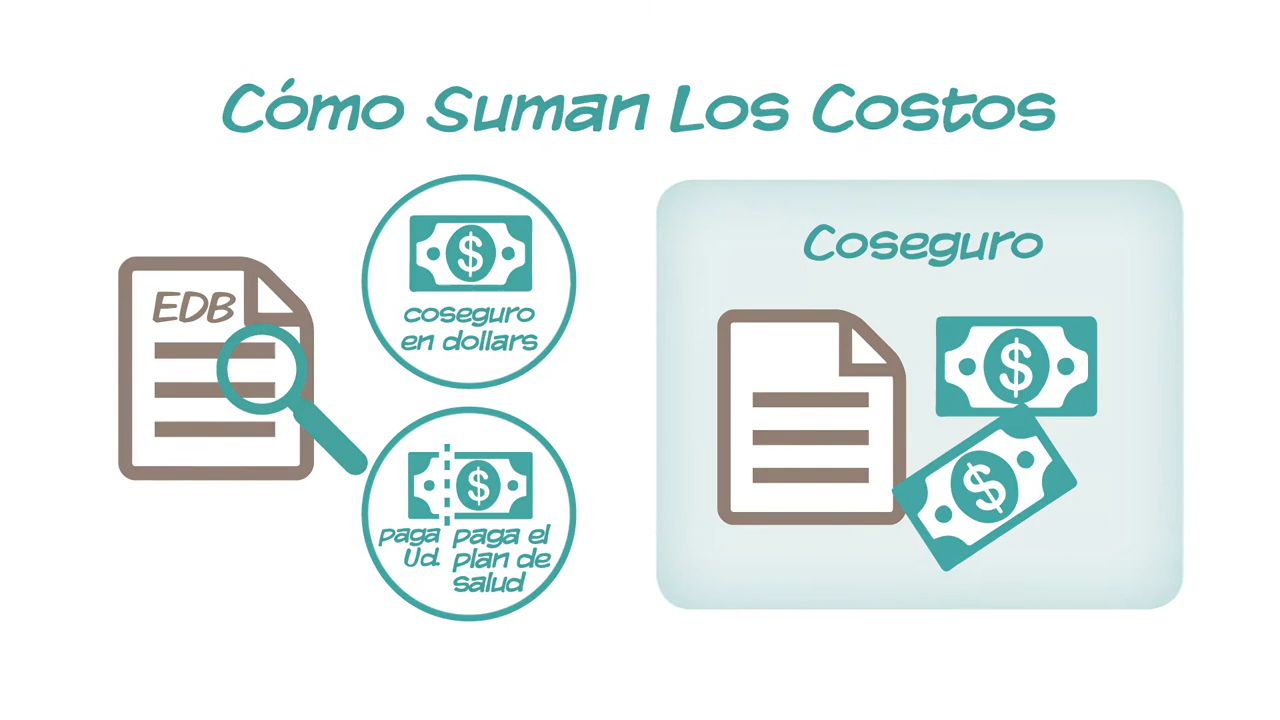 Cómo Suman Los Costos
EDB
coseguro
en dollars
paga
Ud.
paga el
plan de
salud
Coseguro